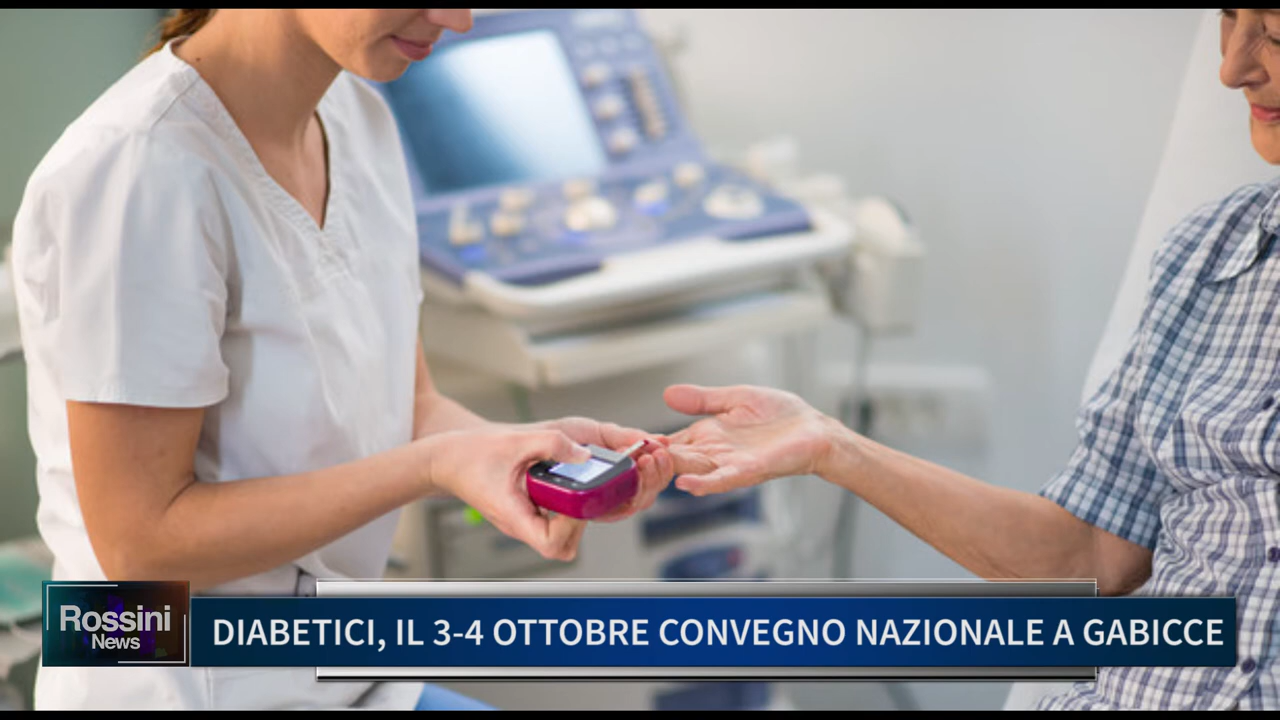 Rossini
News
DIABETICI, IL 3-4 OTTOBRE CONVEGNO NAZIONALE A GABICCE